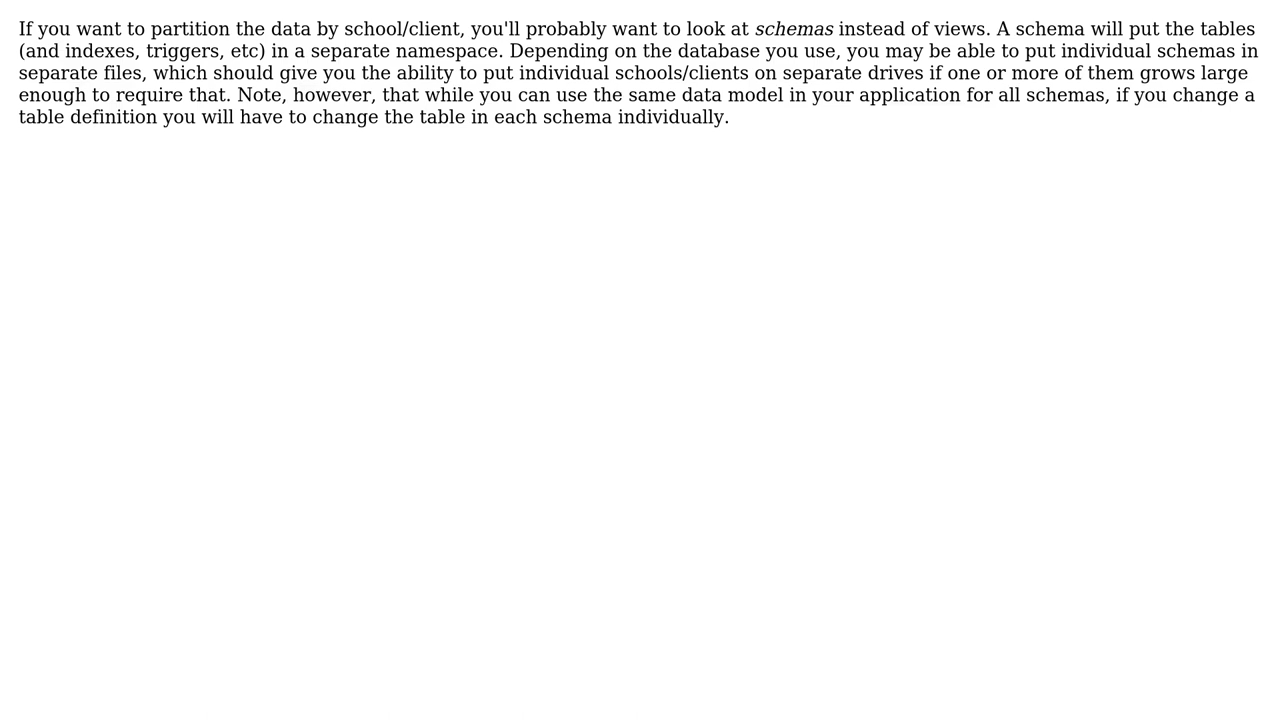 If you want to partition the data by school/client, you'll probably want to look at schemas instead of views. A schema will put the tables
(and indexes, triggers, etc) in a separate namespace. Depending on the database you use, you may be able to put individual schemas in
separate files, which should give you the ability to put individual schools/clients on separate drives if one or more of them grows large
enough to require that. Note, however, that while you can use the same data model in your application for all schemas, if you change a
table definition you will have to change the table in each schema individually.